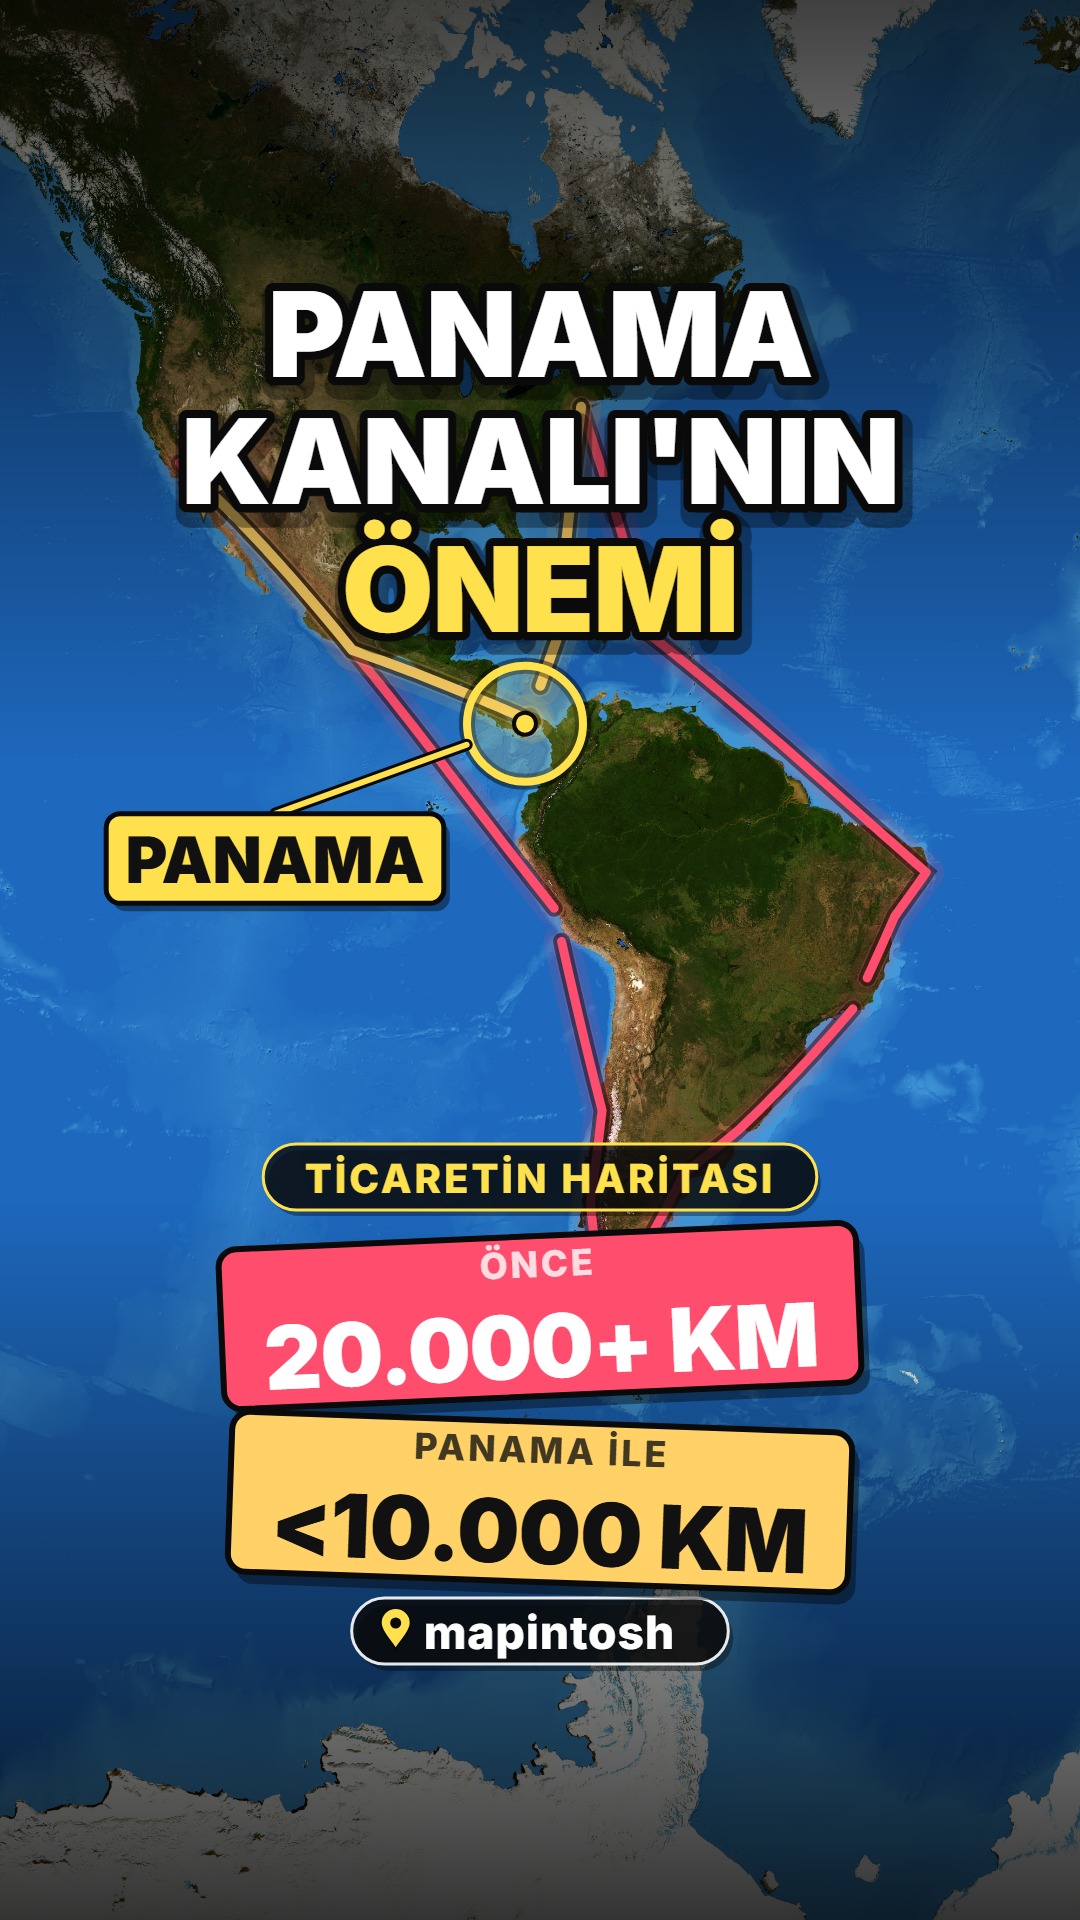 PANAMA
KANALI'NIN
ÖNEMİ
PANAMA
TİCARETİN HARİTASI
ÖNCE
20.000+ KM
PANAMA İLE
<10.000 KM
mapintosh